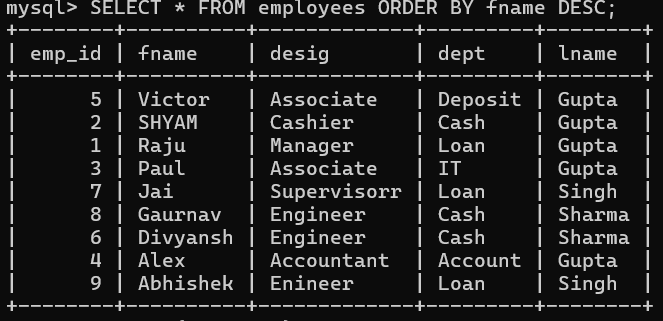 mysql> SELECT * FROM employees ORDER BY fname DESC;
+--------+----------+-------------+---------+--------+
| emp_id | fname    | desig       | dept    | lname  |
+--------+----------+-------------+---------+--------+
|      5 | Victor   | Associate   | Deposit | Gupta  |
|      2 | SHYAM    | Cashier     | Cash    | Gupta  |
|      1 | Raju     | Manager     | Loan    | Gupta  |
|      3 | Paul     | Associate   | IT      | Gupta  |
|      7 | Jai      | Supervisorr | Loan    | Singh  |
|      8 | Gaurnav  | Engineer    | Cash    | Sharma |
|      6 | Divyansh | Engineer    | Cash    | Sharma |
|      4 | Alex     | Accountant  | Account | Gupta  |
|      9 | Abhishek | Enineer     | Loan    | Singh  |
+--------+----------+-------------+---------+--------+